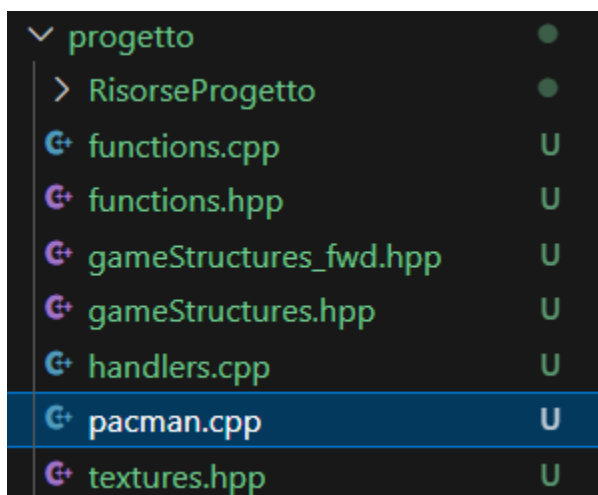 progetto
RisorseProgetto
functions.cpp U
functions.hpp U
gameStructures_fwd.hpp U
gameStructures.hpp U
handlers.cpp U
pacman.cpp U
textures.hpp U